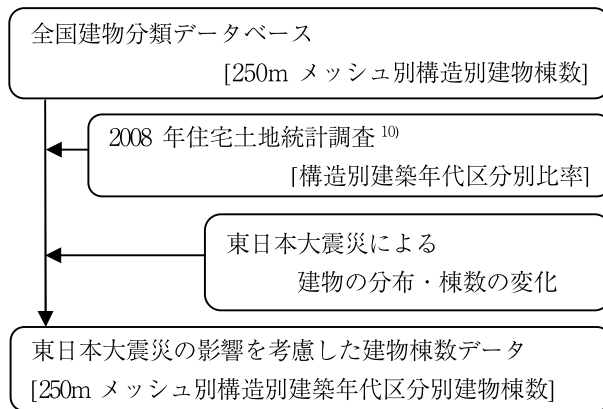 全国建物分類データベース
[250m メッシュ別構造別建物棟数]
2008 年住宅土地統計調査 10)
[構造別建築年代区分別比率]
東日本大震災による
建物の分布・棟数の変化
東日本大震災の影響を考慮した建物棟数データ
[250m メッシュ別構造別建築年代区分別建物棟数]